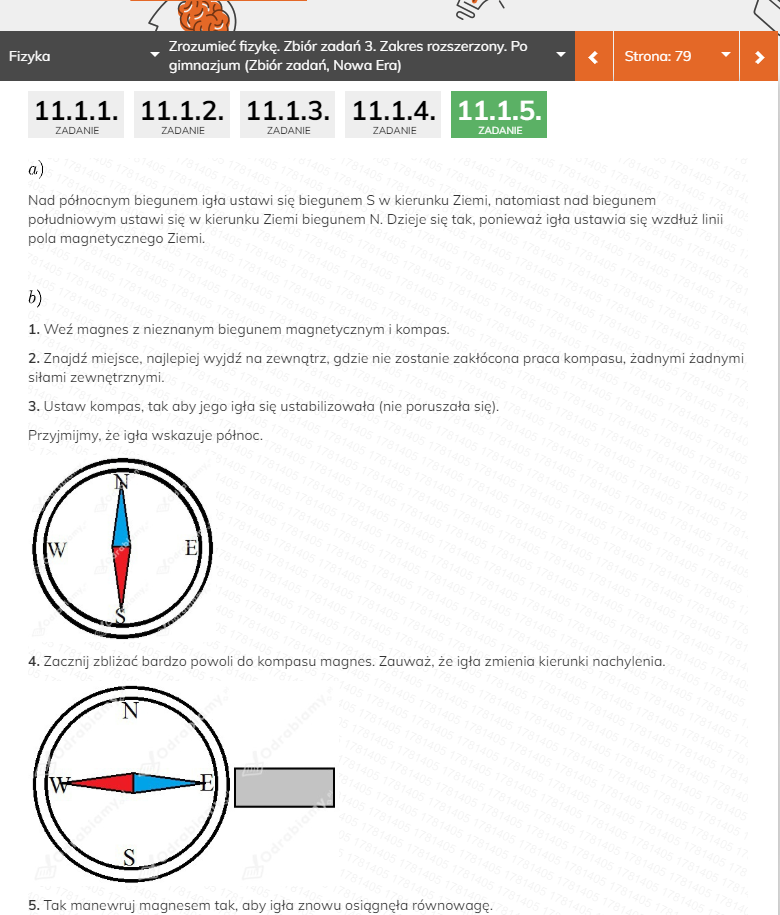 Fizyka
Zrozumieć fizykę. Zbiór zadań 3. Zakres rozszerzony. Po
gimnazjum (Zbiór zadań, Nowa Era)
Strona: 79
11.1.1. 11.1.2. 11.1.3. 11.1.4. 11.1.5.
ZADANIE ZADANIE ZADANIE ZADANIE ZADANIE
a)
Nad północnym biegunem igła ustawi się biegunem S w kierunku Ziemi, natomiast nad biegunem
południowym ustawi się w kierunku Ziemi biegunem N. Dzieje się tak, ponieważ igła ustawia się wzdłuż linii
pola magnetycznego Ziemi.
b)
1. Weź magnes z nieznanym biegunem magnetycznym i kompas.
2. Znajdź miejsce, najlepiej wyjdź na zewnątrz, gdzie nie zostanie zakłócona praca kompasu, żadnymi żadnymi
siłami zewnętrznymi.
3. Ustaw kompas, tak aby jego igła się ustabilizowała (nie poruszała się).
Przyjmijmy, że igła wskazuje północ.
N
W E
S
4. Zacznij zbliżać bardzo powoli do kompasu magnes. Zauważ, że igła zmienia kierunki nachylenia.
N
W E
S
5. Tak manewruj magnesem tak, aby igła znowu osiągnęła równowagę.